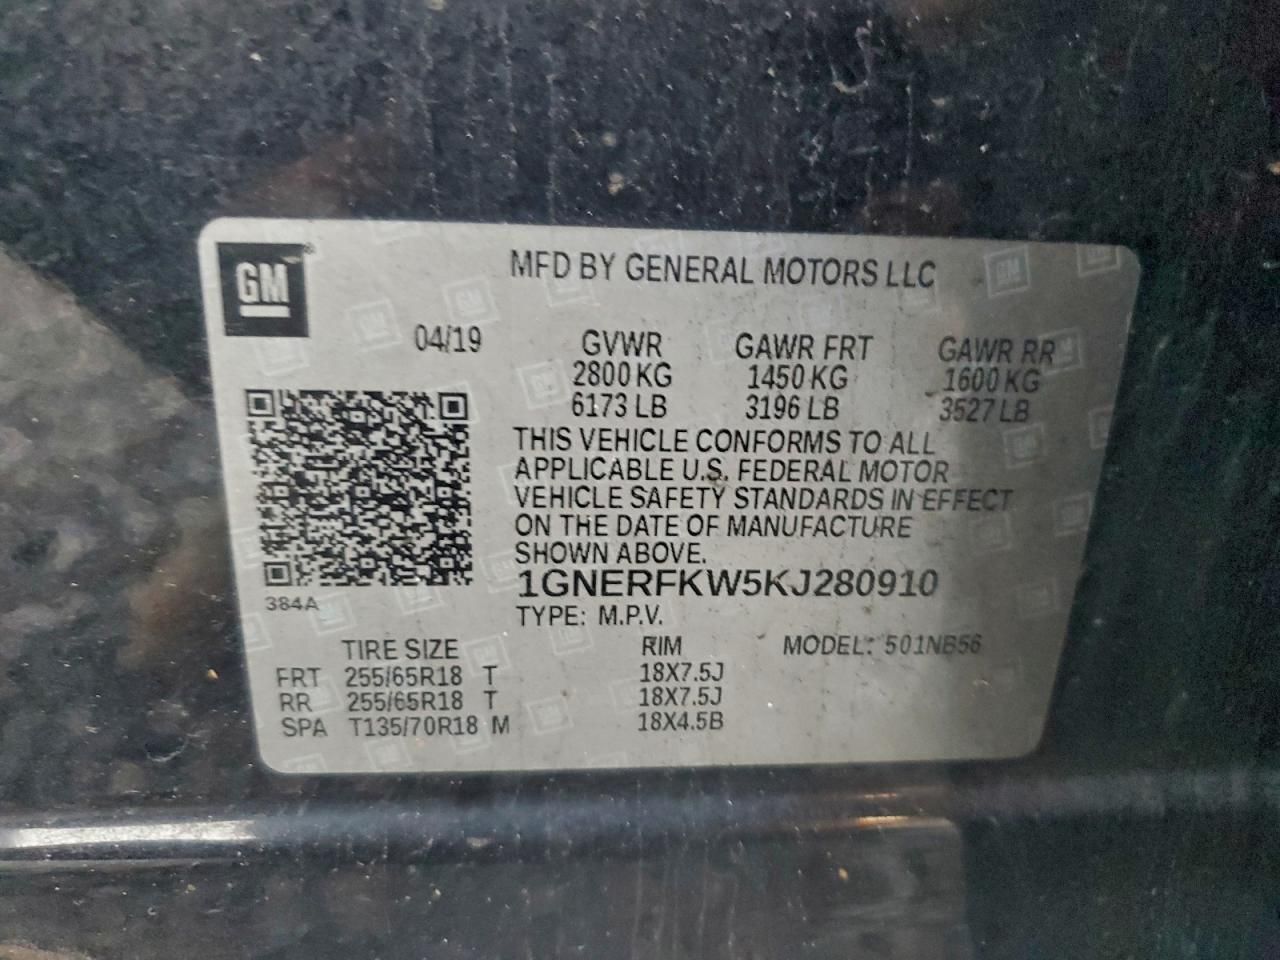 GM
MFD BY GENERAL MOTORS LLC
04/19 GVWR GAWR FRT GAWR RR
2800 KG 1450 KG 1600 KG
6173 LB 3196 LB 3527 LB
THIS VEHICLE CONFORMS TO ALL
APPLICABLE U.S. FEDERAL MOTOR
VEHICLE SAFETY STANDARDS IN EFFECT
ON THE DATE OF MANUFACTURE
SHOWN ABOVE.
1GNERFKW5KJ280910
384A
TYPE: M.P.V.
TIRE SIZE RIM MODEL: 501NB56
FRT 255/65R18 T 18X7.5J
RR 255/65R18 T 18X7.5J
SPA T135/70R18 M 18X4.5B